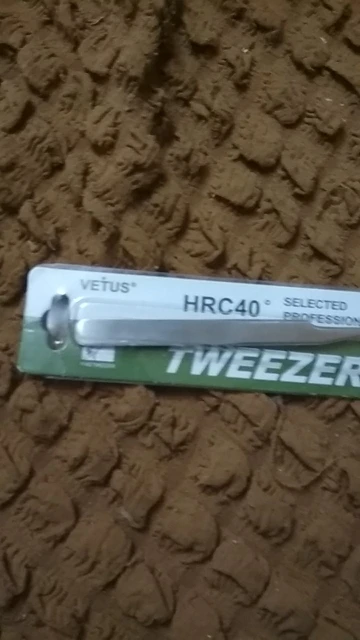 VETUS®
HRC40°
SELECTED
PROFESSION
TWEEZER